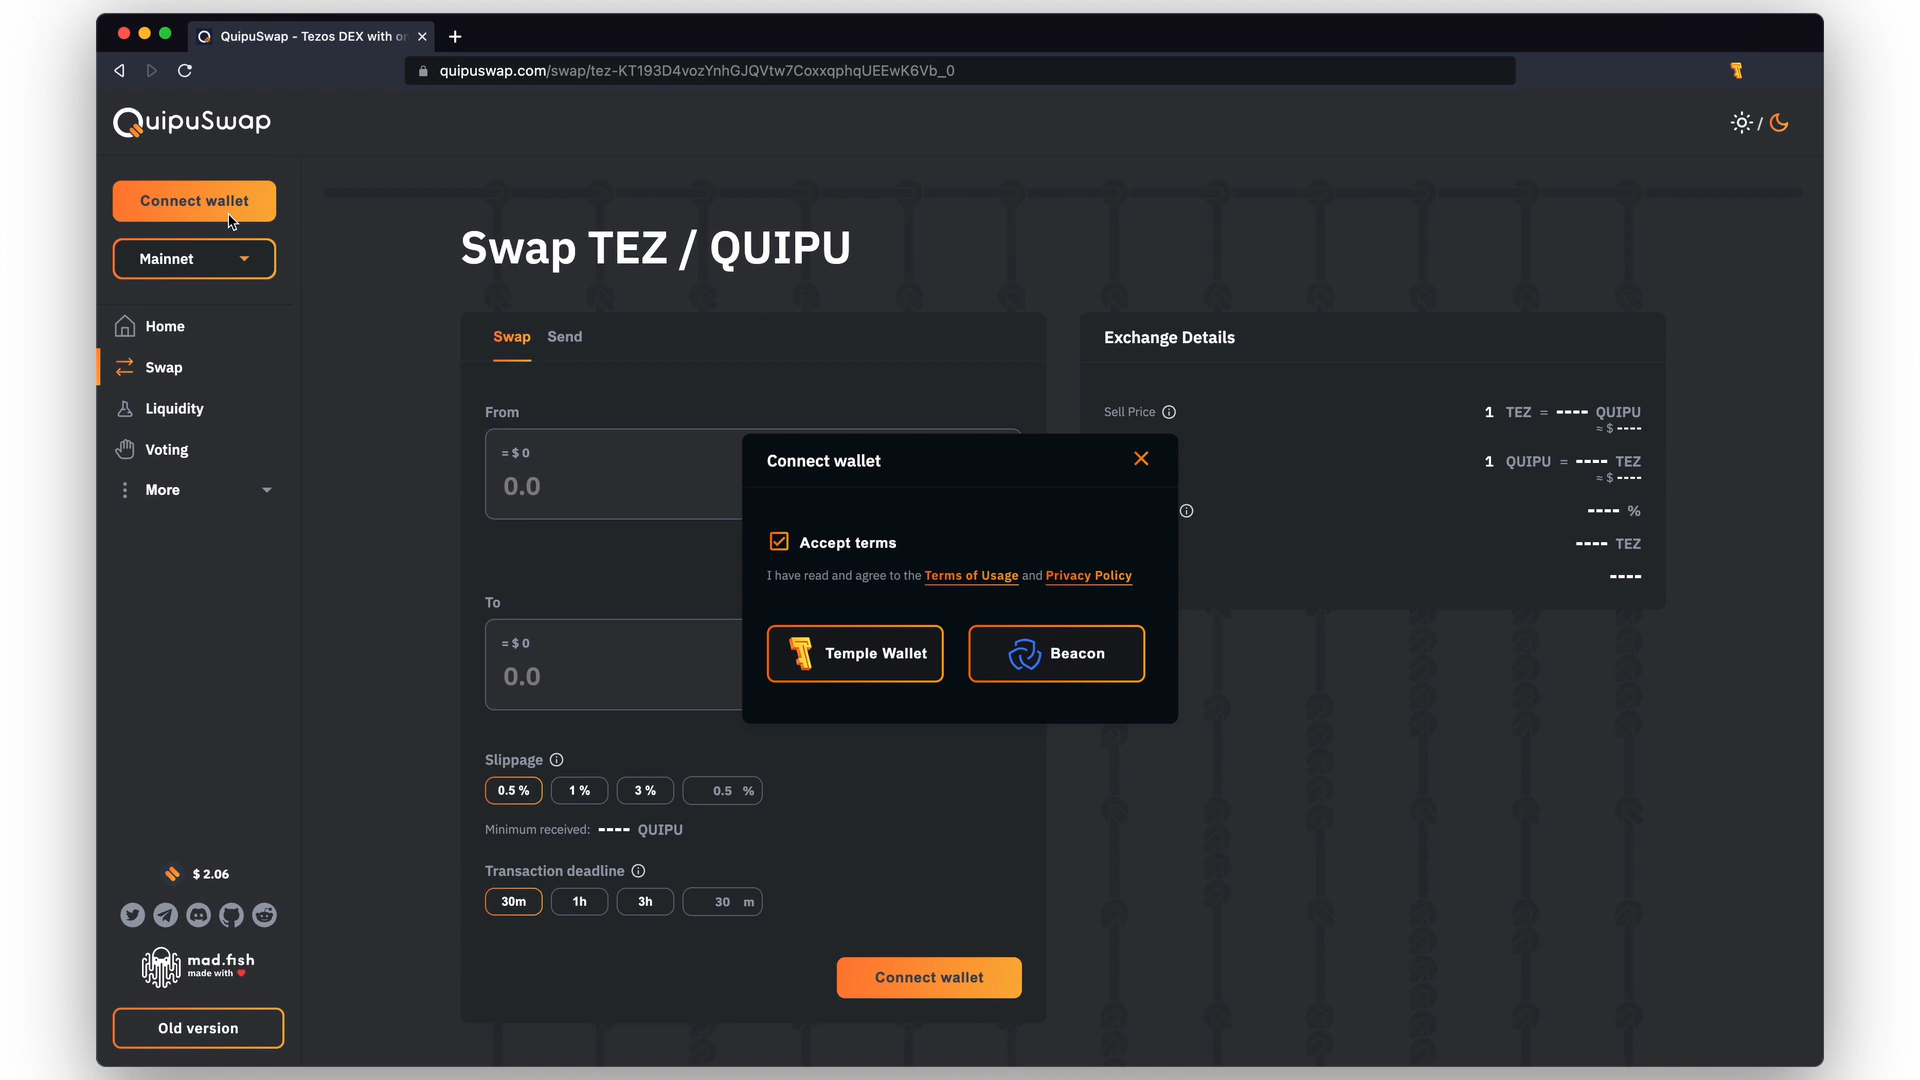 QuipuSwap - Tezos DEX with on
quipuswap.com/swap/tez-KT193D4vozYnhGJQVtw7CoxxqphqUEEwK6Vb_0
QuipuSwap
/
Connect wallet
Mainnet
Home
Swap
Liquidity
Voting
More
$ 2.06
mad.fish
made with
Old version
Swap TEZ / QUIPU
Swap Send
From
= $ 0
0.0
To
= $ 0
0.0
Slippage
0.5 % 1 % 3 % 0.5 %
Minimum received: ---- QUIPU
Transaction deadline
30m 1h 3h 30 m
Connect wallet
Exchange Details
Sell Price 1 TEZ = ---- QUIPU
≈ $ ----
1 QUIPU = ---- TEZ
≈ $ ----
---- %
---- TEZ
----
Connect wallet
Accept terms
I have read and agree to the Terms of Usage and Privacy Policy
Temple Wallet
Beacon